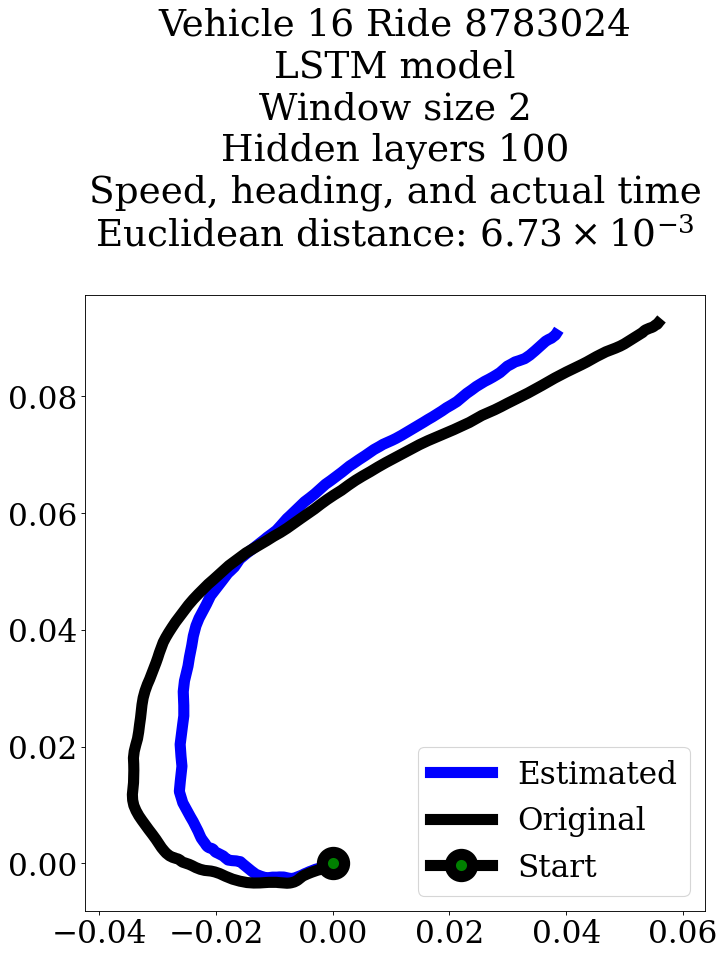 Vehicle 16 Ride 8783024
LSTM model
Window size 2
Hidden layers 100
Speed, heading, and actual time
Euclidean distance: 6.73 × 10⁻³
0.08
0.06
0.04
0.02
0.00
Estimated
Original
Start
−0.04 −0.02 0.00 0.02 0.04 0.06